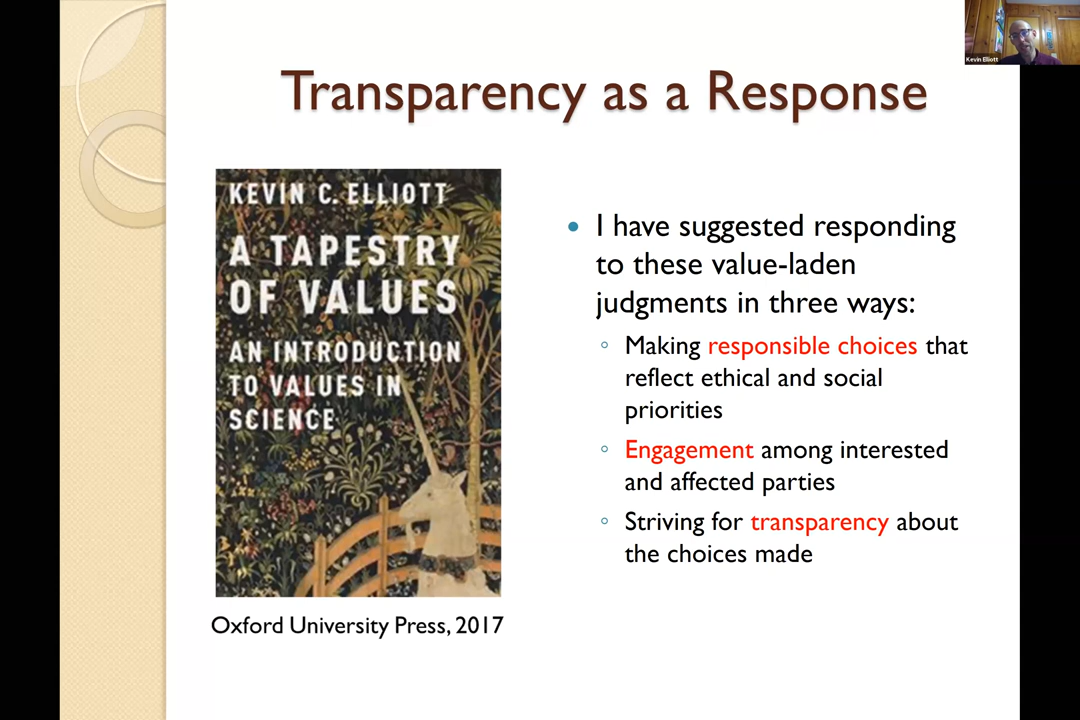 Kevin Elliott
Transparency as a Response
KEVIN C. ELLIOTT
A TAPESTRY
OF VALUES
AN INTRODUCTION
TO VALUES IN
SCIENCE
Oxford University Press, 2017
• I have suggested responding
to these value-laden
judgments in three ways:
◦ Making responsible choices that
reflect ethical and social
priorities
◦ Engagement among interested
and affected parties
◦ Striving for transparency about
the choices made